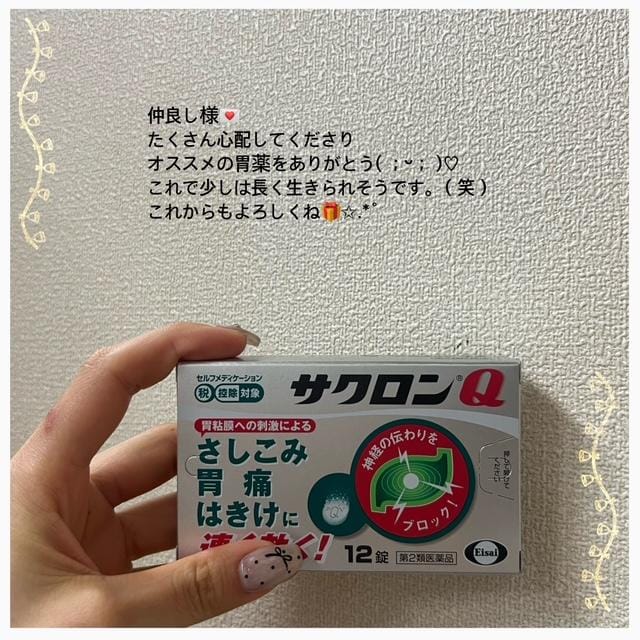 仲良し様💌
たくさん心配してくださり
オススメの胃薬をありがとう( ；ᵕ； )♡
これで少しは長く生きられそうです。( 笑 )
これからもよろしくね🎁☆.*˚
セルフメディケーション
税 控除 対象
サクロン®Q
胃粘膜への刺激による
さしこみ
胃痛
はきけに
速く効く!
神経の伝わりを
ブロック!
Q
12錠
第2類医薬品
Eisai